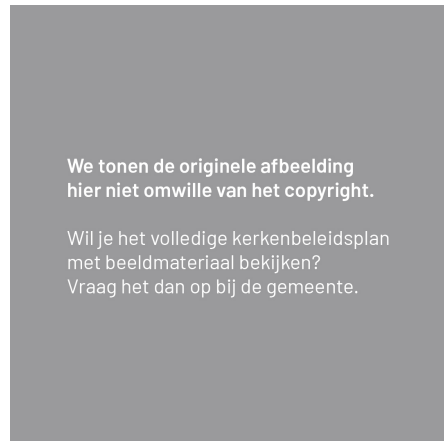 We tonen de originele afbeelding
hier niet omwille van het copyright.
Wil je het volledige kerkenbeleidsplan
met beeldmateriaal bekijken?
Vraag het dan op bij de gemeente.